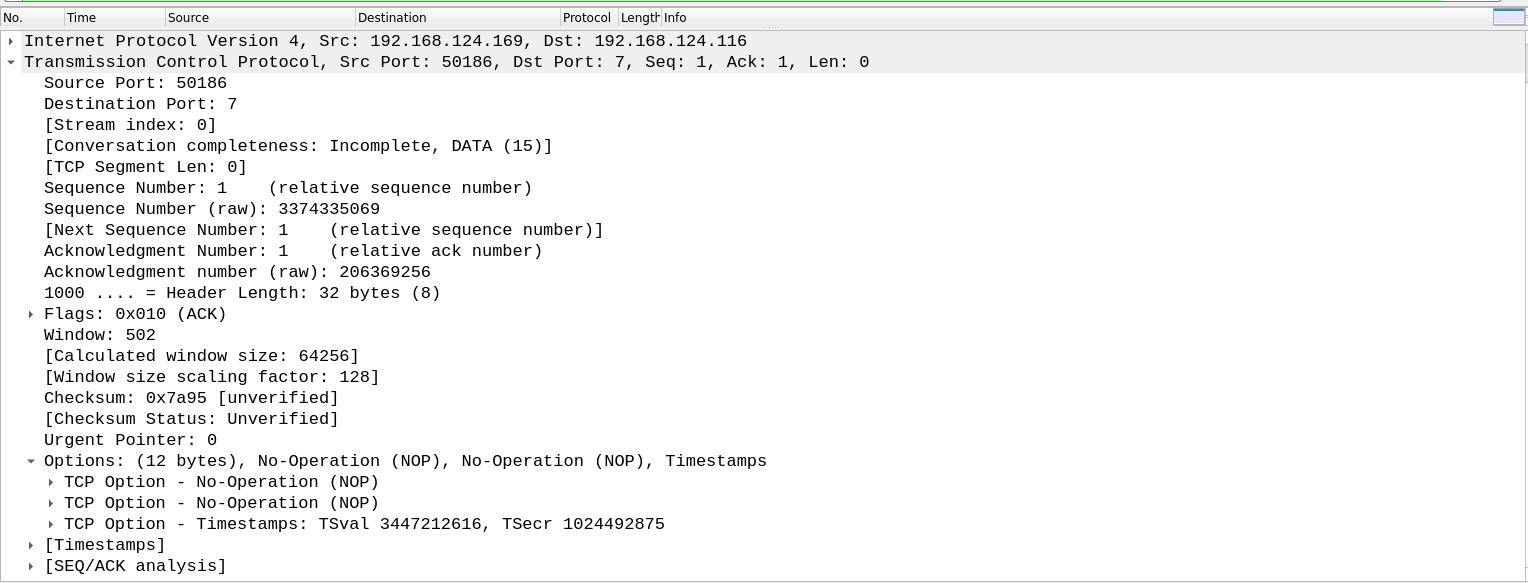 No. Time Source Destination Protocol Length Info
Internet Protocol Version 4, Src: 192.168.124.169, Dst: 192.168.124.116
Transmission Control Protocol, Src Port: 50186, Dst Port: 7, Seq: 1, Ack: 1, Len: 0
Source Port: 50186
Destination Port: 7
[Stream index: 0]
[Conversation completeness: Incomplete, DATA (15)]
[TCP Segment Len: 0]
Sequence Number: 1    (relative sequence number)
Sequence Number (raw): 3374335069
[Next Sequence Number: 1    (relative sequence number)]
Acknowledgment Number: 1    (relative ack number)
Acknowledgment number (raw): 206369256
1000 .... = Header Length: 32 bytes (8)
Flags: 0x010 (ACK)
Window: 502
[Calculated window size: 64256]
[Window size scaling factor: 128]
Checksum: 0x7a95 [unverified]
[Checksum Status: Unverified]
Urgent Pointer: 0
Options: (12 bytes), No-Operation (NOP), No-Operation (NOP), Timestamps
TCP Option - No-Operation (NOP)
TCP Option - No-Operation (NOP)
TCP Option - Timestamps: TSval 3447212616, TSecr 1024492875
[Timestamps]
[SEQ/ACK analysis]